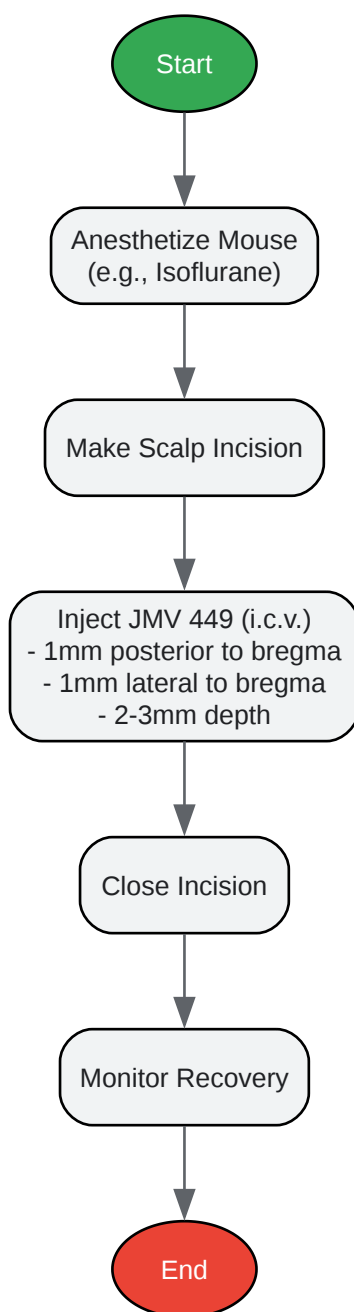 Start
Anesthetize Mouse
(e.g., Isoflurane)
Make Scalp Incision
Inject JMV 449 (i.c.v.)
- 1mm posterior to bregma
- 1mm lateral to bregma
- 2-3mm depth
Close Incision
Monitor Recovery
End